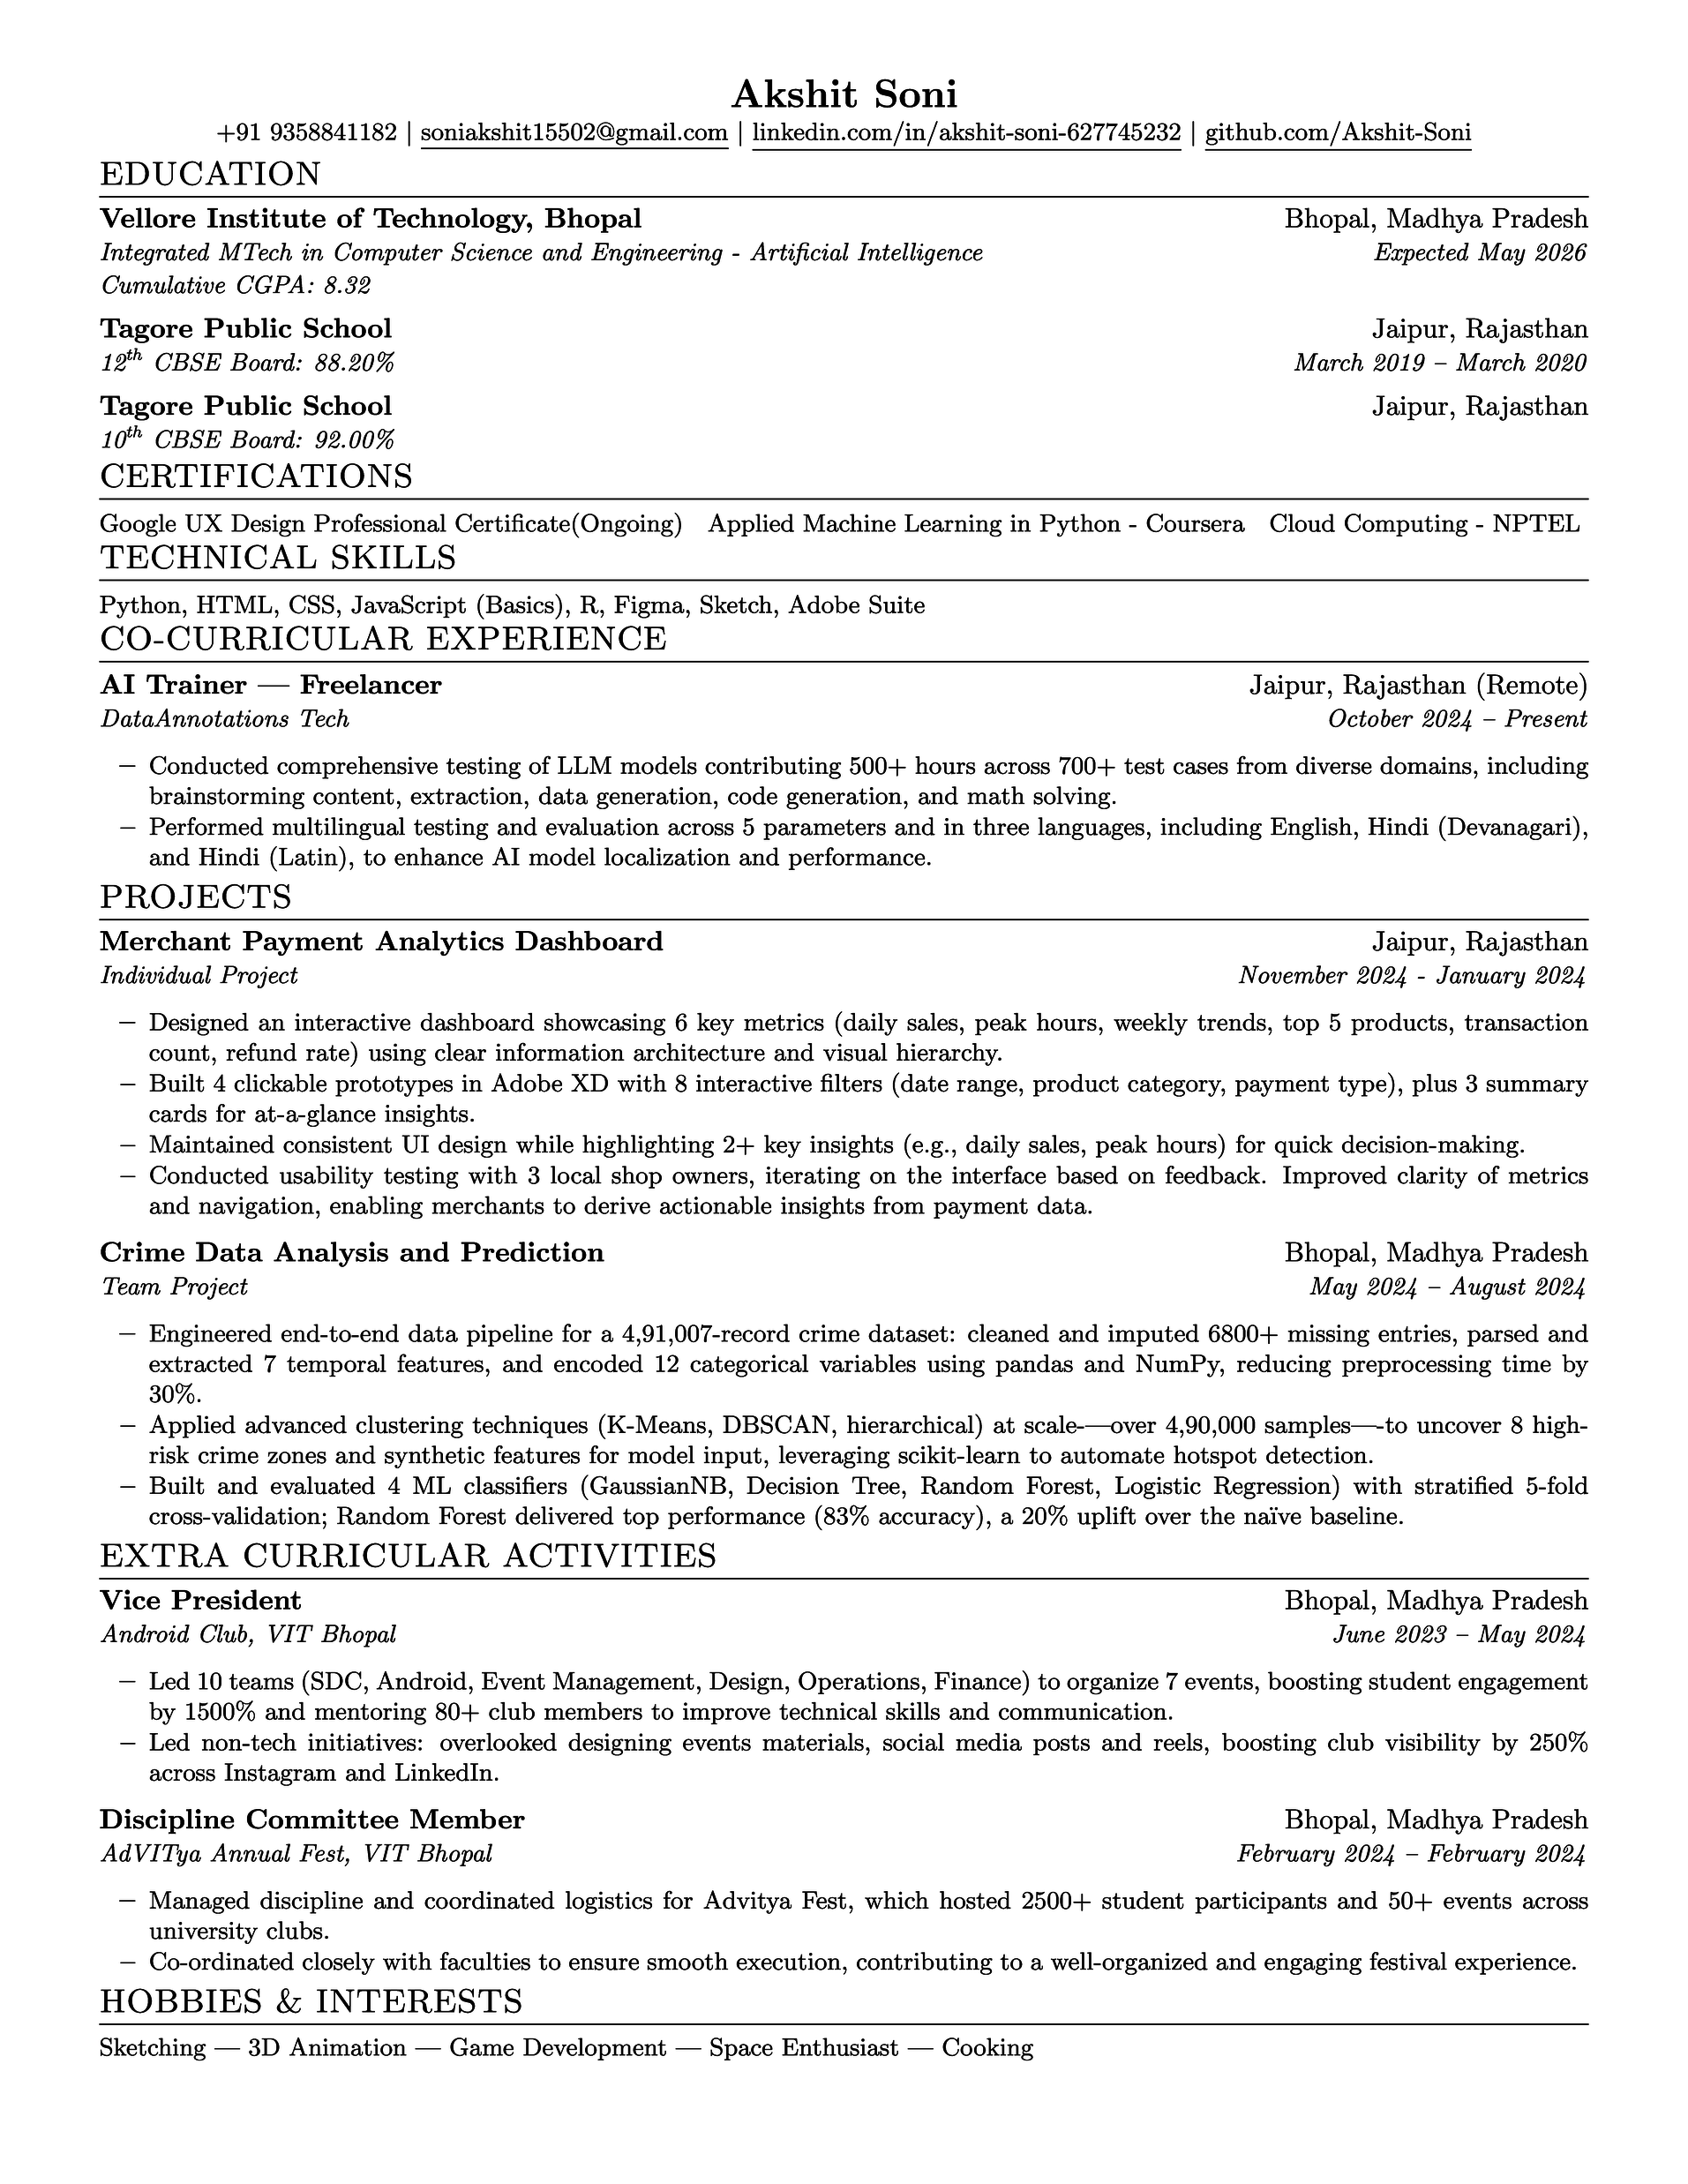 Akshit Soni
+91 9358841182 | soniakshit15502@gmail.com | linkedin.com/in/akshit-soni-627745232 | github.com/Akshit-Soni
EDUCATION
Vellore Institute of Technology, Bhopal Bhopal, Madhya Pradesh
Integrated MTech in Computer Science and Engineering - Artificial Intelligence Expected May 2026
Cumulative CGPA: 8.32
Tagore Public School Jaipur, Rajasthan
12th CBSE Board: 88.20% March 2019 – March 2020
Tagore Public School Jaipur, Rajasthan
10th CBSE Board: 92.00%
CERTIFICATIONS
Google UX Design Professional Certificate(Ongoing) Applied Machine Learning in Python - Coursera Cloud Computing - NPTEL
TECHNICAL SKILLS
Python, HTML, CSS, JavaScript (Basics), R, Figma, Sketch, Adobe Suite
CO-CURRICULAR EXPERIENCE
AI Trainer — Freelancer Jaipur, Rajasthan (Remote)
DataAnnotations Tech October 2024 – Present
– Conducted comprehensive testing of LLM models contributing 500+ hours across 700+ test cases from diverse domains, including
brainstorming content, extraction, data generation, code generation, and math solving.
– Performed multilingual testing and evaluation across 5 parameters and in three languages, including English, Hindi (Devanagari),
and Hindi (Latin), to enhance AI model localization and performance.
PROJECTS
Merchant Payment Analytics Dashboard Jaipur, Rajasthan
Individual Project November 2024 - January 2024
– Designed an interactive dashboard showcasing 6 key metrics (daily sales, peak hours, weekly trends, top 5 products, transaction
count, refund rate) using clear information architecture and visual hierarchy.
– Built 4 clickable prototypes in Adobe XD with 8 interactive filters (date range, product category, payment type), plus 3 summary
cards for at-a-glance insights.
– Maintained consistent UI design while highlighting 2+ key insights (e.g., daily sales, peak hours) for quick decision-making.
– Conducted usability testing with 3 local shop owners, iterating on the interface based on feedback. Improved clarity of metrics
and navigation, enabling merchants to derive actionable insights from payment data.
Crime Data Analysis and Prediction Bhopal, Madhya Pradesh
Team Project May 2024 – August 2024
– Engineered end-to-end data pipeline for a 4,91,007-record crime dataset: cleaned and imputed 6800+ missing entries, parsed and
extracted 7 temporal features, and encoded 12 categorical variables using pandas and NumPy, reducing preprocessing time by
30%.
– Applied advanced clustering techniques (K-Means, DBSCAN, hierarchical) at scale-—over 4,90,000 samples—-to uncover 8 high-
risk crime zones and synthetic features for model input, leveraging scikit-learn to automate hotspot detection.
– Built and evaluated 4 ML classifiers (GaussianNB, Decision Tree, Random Forest, Logistic Regression) with stratified 5-fold
cross-validation; Random Forest delivered top performance (83% accuracy), a 20% uplift over the naïve baseline.
EXTRA CURRICULAR ACTIVITIES
Vice President Bhopal, Madhya Pradesh
Android Club, VIT Bhopal June 2023 – May 2024
– Led 10 teams (SDC, Android, Event Management, Design, Operations, Finance) to organize 7 events, boosting student engagement
by 1500% and mentoring 80+ club members to improve technical skills and communication.
– Led non-tech initiatives: overlooked designing events materials, social media posts and reels, boosting club visibility by 250%
across Instagram and LinkedIn.
Discipline Committee Member Bhopal, Madhya Pradesh
AdVITya Annual Fest, VIT Bhopal February 2024 – February 2024
– Managed discipline and coordinated logistics for Advitya Fest, which hosted 2500+ student participants and 50+ events across
university clubs.
– Co-ordinated closely with faculties to ensure smooth execution, contributing to a well-organized and engaging festival experience.
HOBBIES & INTERESTS
Sketching — 3D Animation — Game Development — Space Enthusiast — Cooking